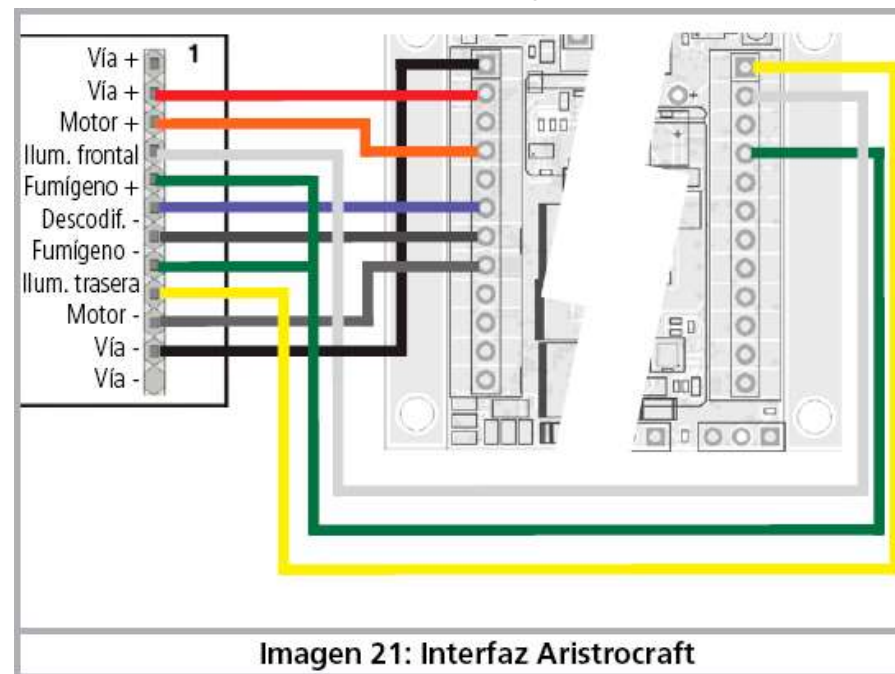 1
Vía +
Vía +
Motor +
Ilum. frontal
Fumígeno +
Descodif. -
Fumígeno -
Ilum. trasera
Motor -
Vía -
Vía -
Imagen 21: Interfaz Aristrocraft